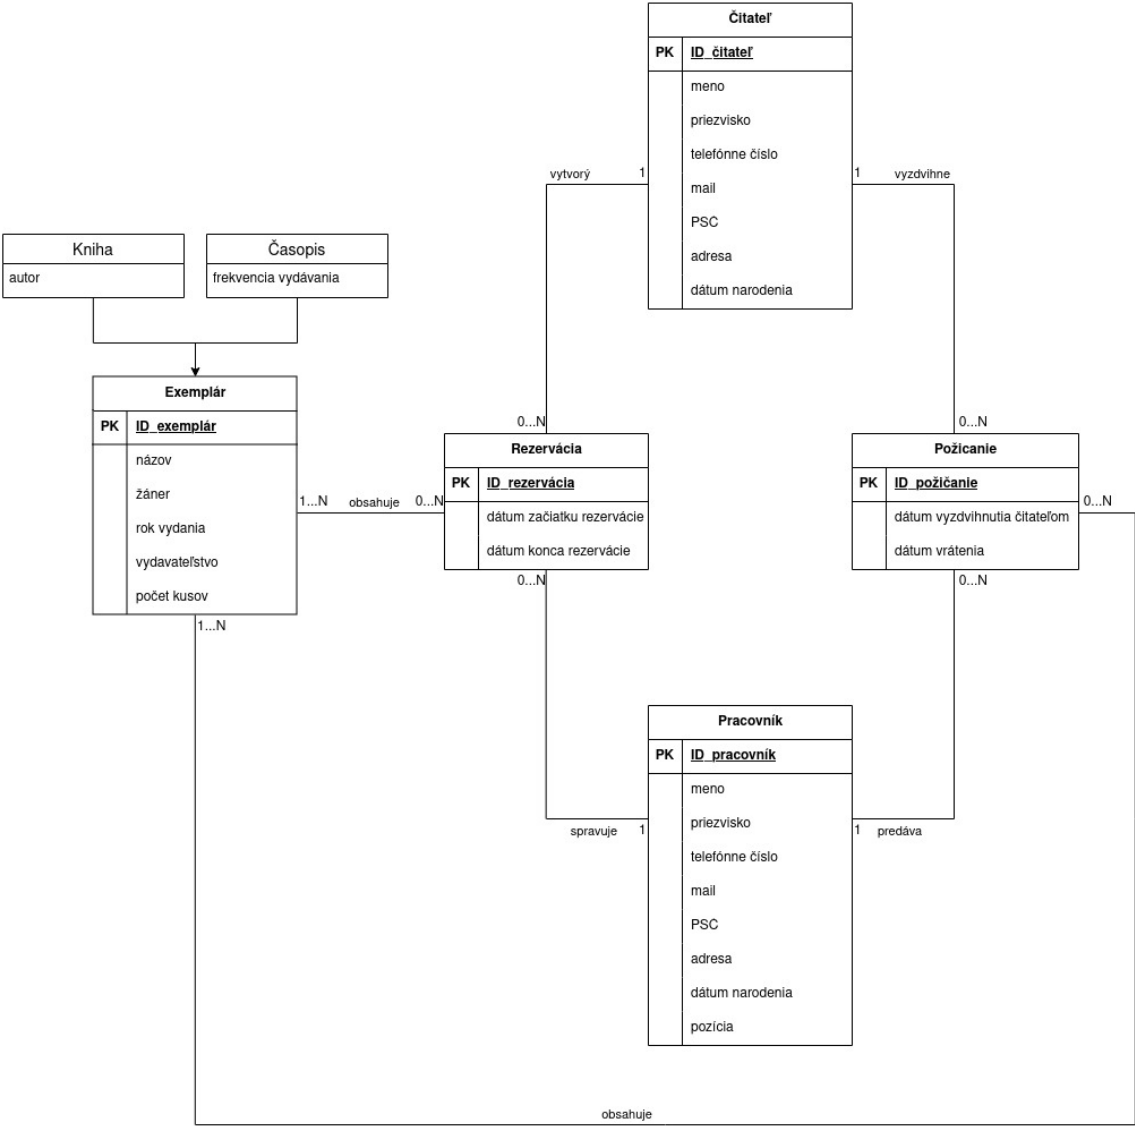 Čitateľ
PK ID_čitateľ
meno
priezvisko
telefónne číslo
mail
PSC
adresa
dátum narodenia
vytvorý 1
1 vyzdvihne
Kniha
autor
Časopis
frekvencia vydávania
Exemplár
PK ID_exemplár
názov
žáner
rok vydania
vydavateľstvo
počet kusov
1...N obsahuje 0...N
1...N
0...N
Rezervácia
PK ID_rezervácia
dátum začiatku rezervácie
dátum konca rezervácie
0...N
0...N
Požicanie
PK ID_požičanie
dátum vyzdvihnutia čitateľom
dátum vrátenia
0...N
0...N
Pracovník
PK ID_pracovník
meno
priezvisko
telefónne číslo
mail
PSC
adresa
dátum narodenia
pozícia
spravuje 1
1 predáva
obsahuje